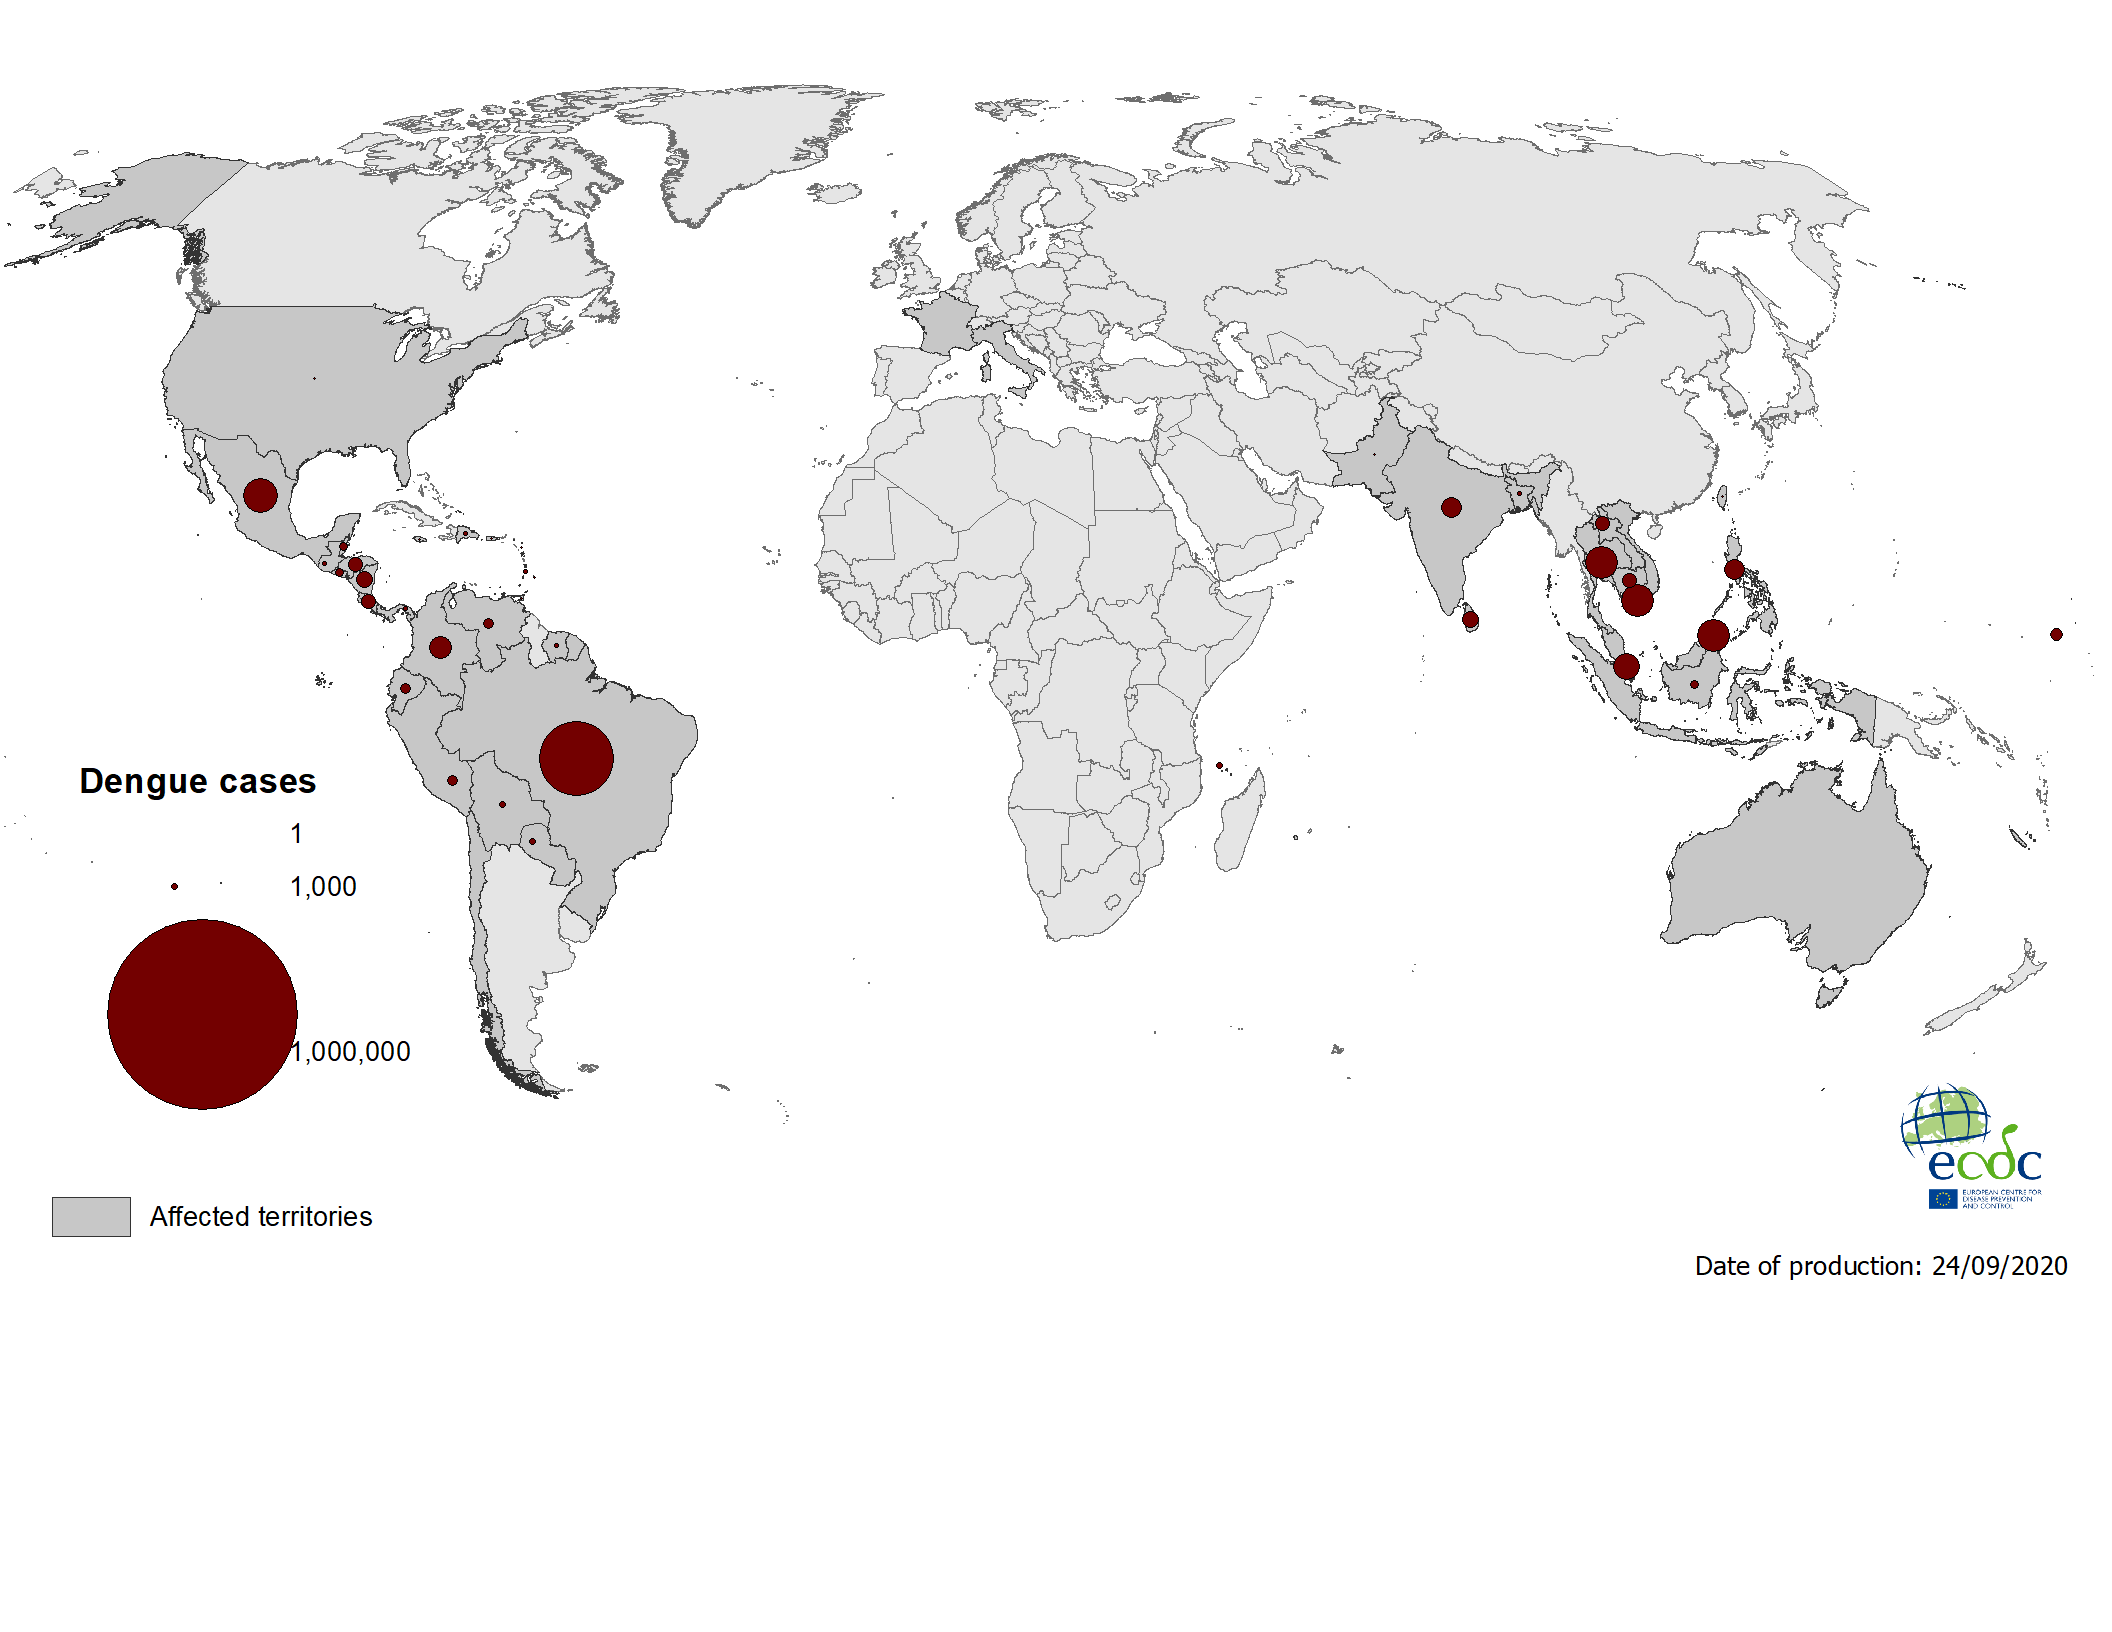 Dengue cases
1
1,000
1,000,000
Affected territories
ecdc
EUROPEAN CENTRE FOR
DISEASE PREVENTION
AND CONTROL
Date of production: 24/09/2020